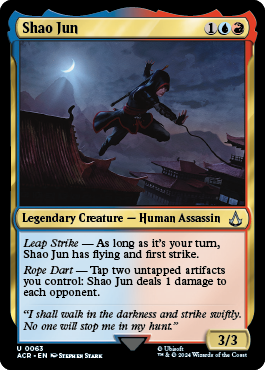 Shao Jun 1
Legendary Creature — Human Assassin
Leap Strike — As long as it's your turn,
Shao Jun has flying and first strike.
Rope Dart — Tap two untapped artifacts
you control: Shao Jun deals 1 damage to
each opponent.
"I shall walk in the darkness and strike swiftly.
No one will stop me in my hunt."
3/3
U 0063
ACR • EN Stephen Stark
© Ubisoft
™ & © 2024 Wizards of the Coast